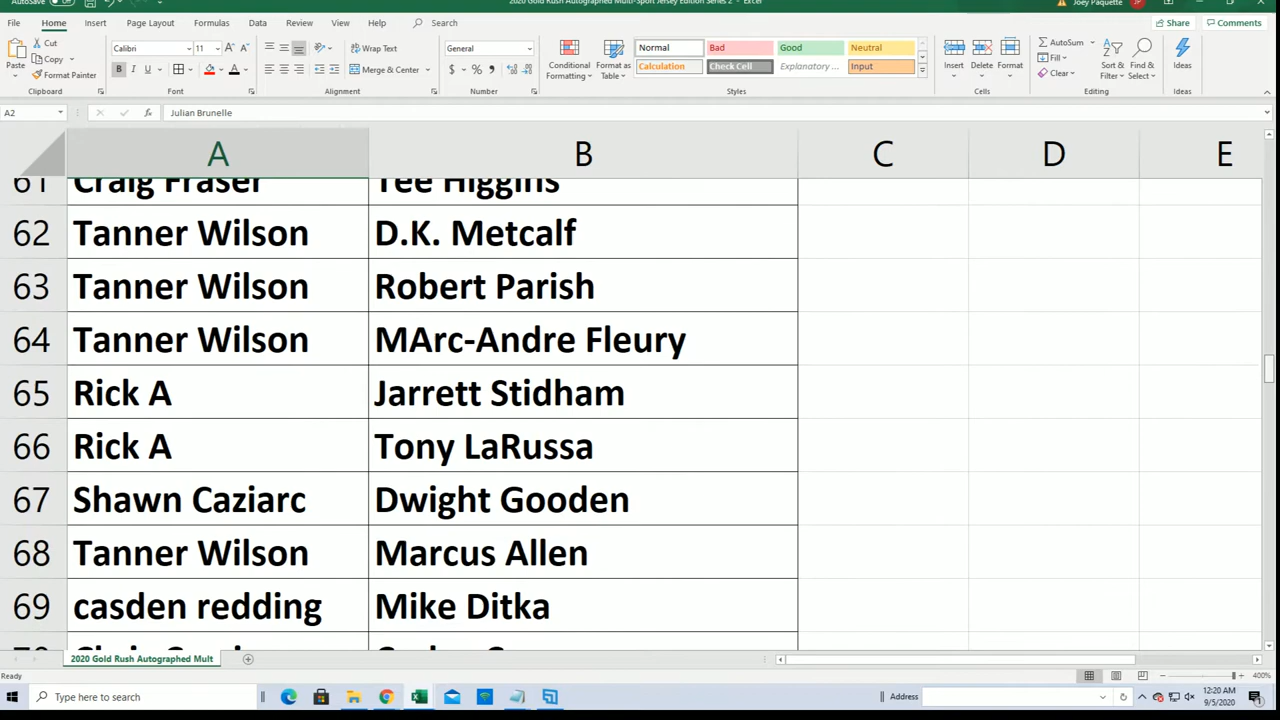 AutoSave
2020 Gold Rush Autographed Multi-Sport Jersey Edition Series 2 - Excel
Joey Paquette
JP
File Home Insert Page Layout Formulas Data Review View Help Search
Share Comments
Paste
Cut
Copy
Format Painter
Clipboard
Calibri 11
B I U
Font
Wrap Text
Merge & Center
Alignment
General
$ % ,
Number
Conditional Formatting
Format as Table
Normal Bad Good Neutral
Calculation Check Cell Explanatory ... Input
Styles
Insert Delete Format
Cells
AutoSum
Fill
Clear
Sort & Filter
Find & Select
Editing
Ideas
Ideas
A2 fx Julian Brunelle
A B C D E
61 Craig Fraser Tee Higgins
62 Tanner Wilson D.K. Metcalf
63 Tanner Wilson Robert Parish
64 Tanner Wilson MArc-Andre Fleury
65 Rick A Jarrett Stidham
66 Rick A Tony LaRussa
67 Shawn Caziarc Dwight Gooden
68 Tanner Wilson Marcus Allen
69 casden redding Mike Ditka
70
2020 Gold Rush Autographed Mult
Ready
400%
Type here to search
Address
12:20 AM
9/5/2020